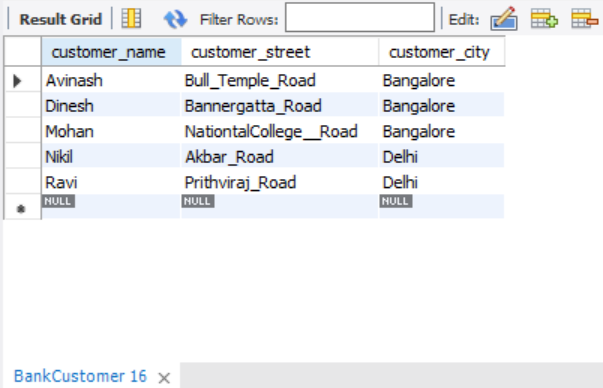 Result Grid Filter Rows: Edit:
customer_name customer_street customer_city
Avinash Bull_Temple_Road Bangalore
Dinesh Bannergatta_Road Bangalore
Mohan NationtalCollege__Road Bangalore
Nikil Akbar_Road Delhi
Ravi Prithviraj_Road Delhi
NULL NULL NULL
BankCustomer 16